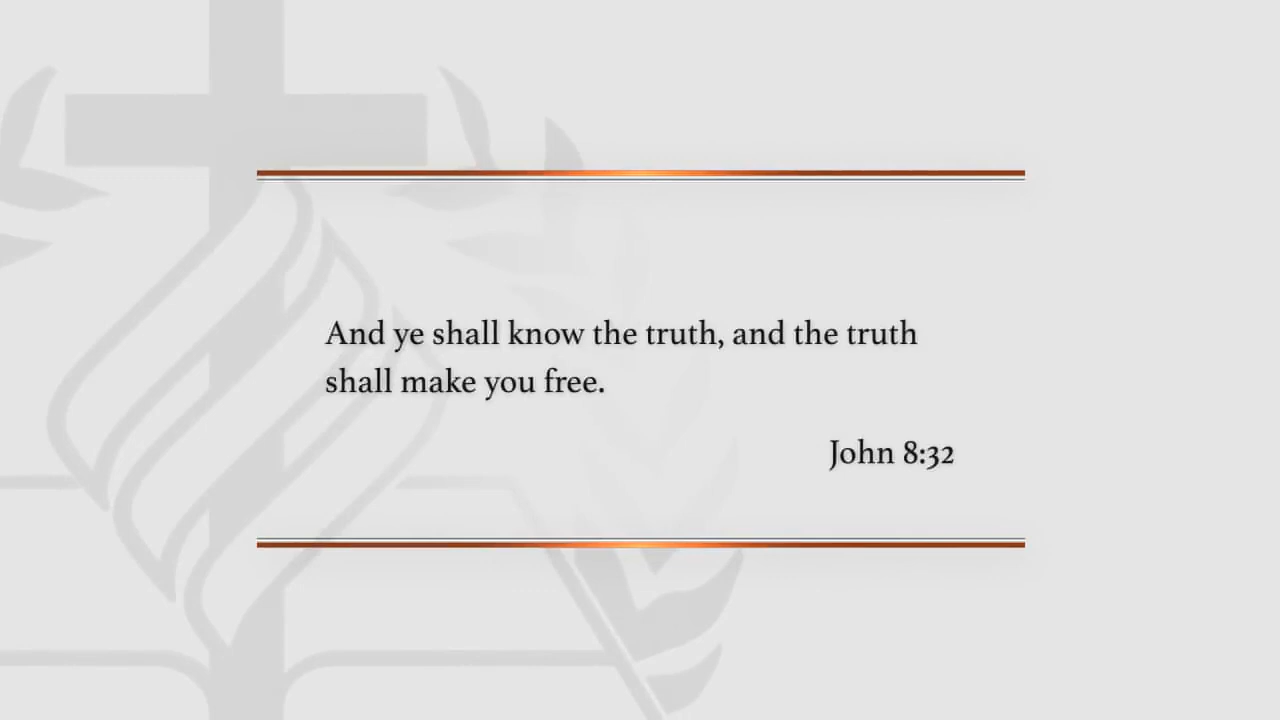 And ye shall know the truth, and the truth
shall make you free.
John 8:32